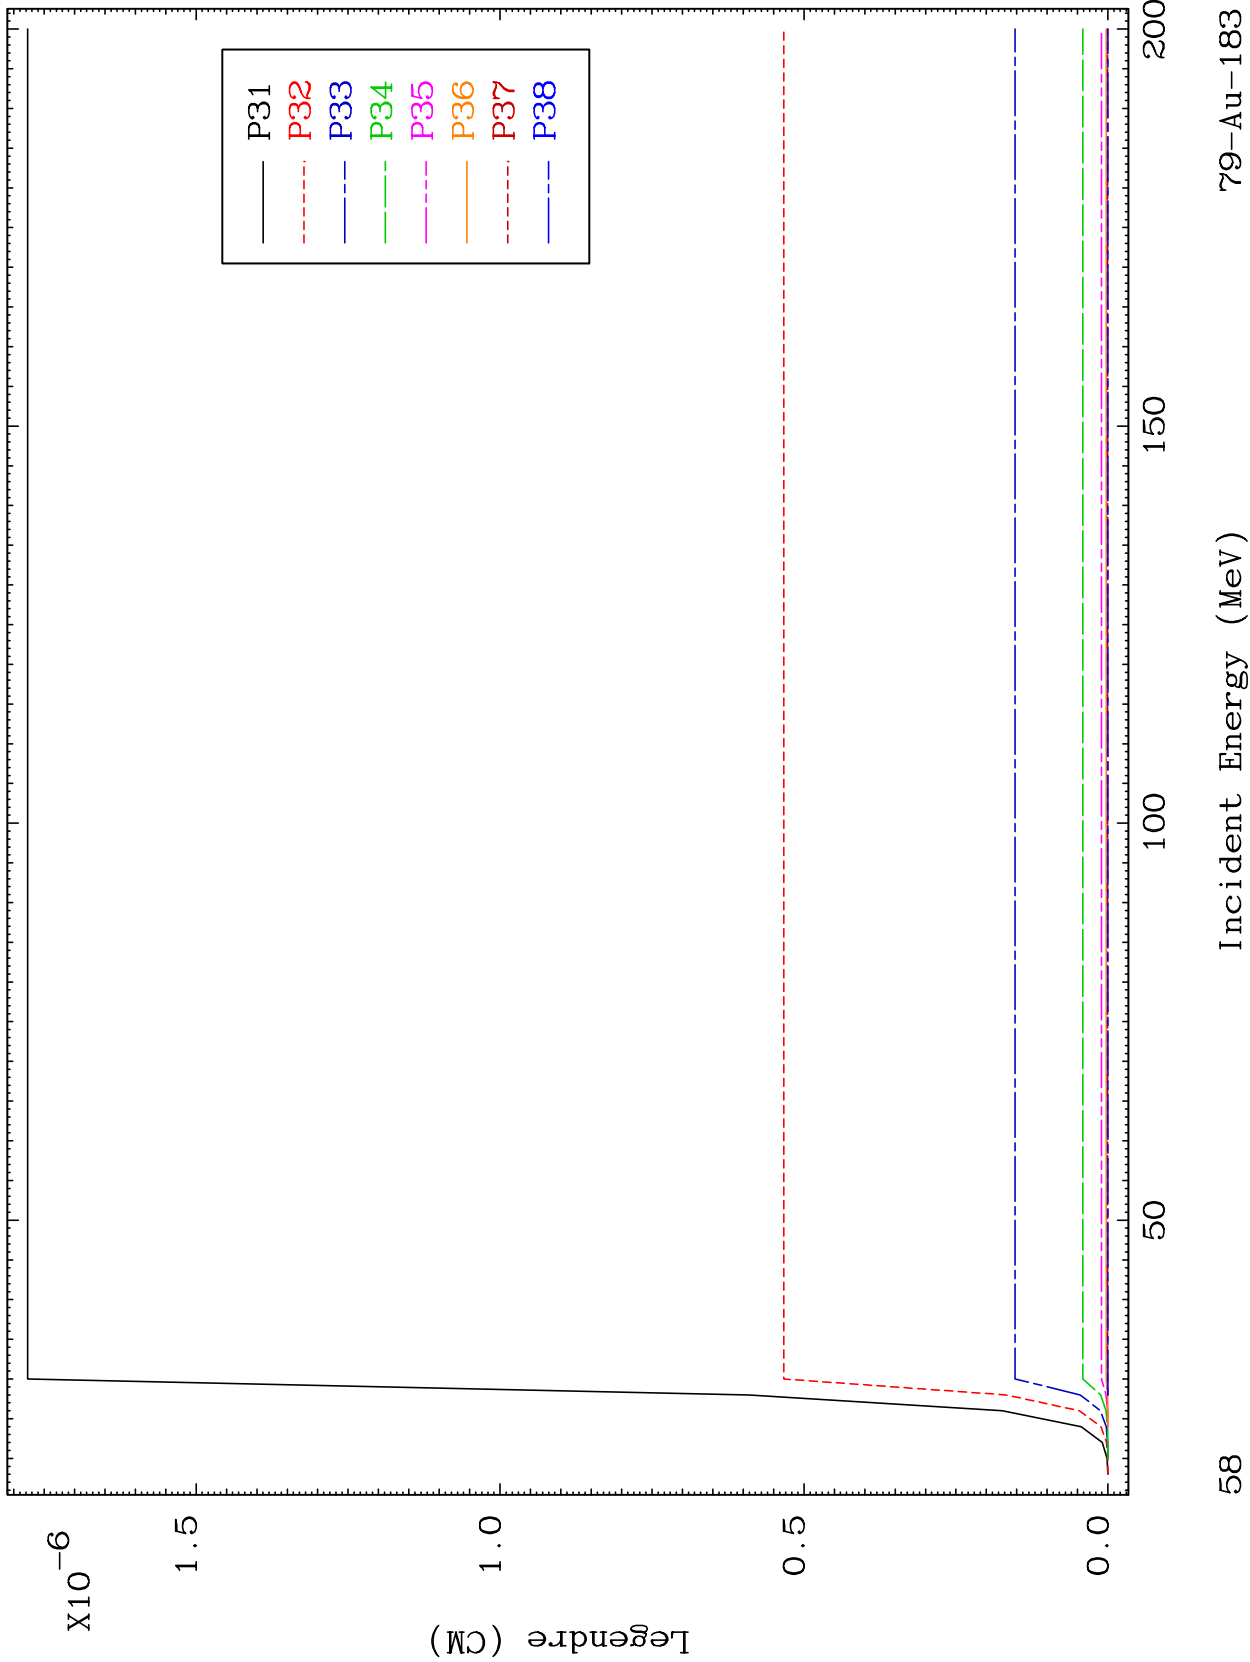 X10-6
1.5
1.0
0.5
0.0
Legendre (CM)
P31
P32
P33
P34
P35
P36
P37
P38
50
100
150
200
58
Incident Energy (MeV)
79-Au-183